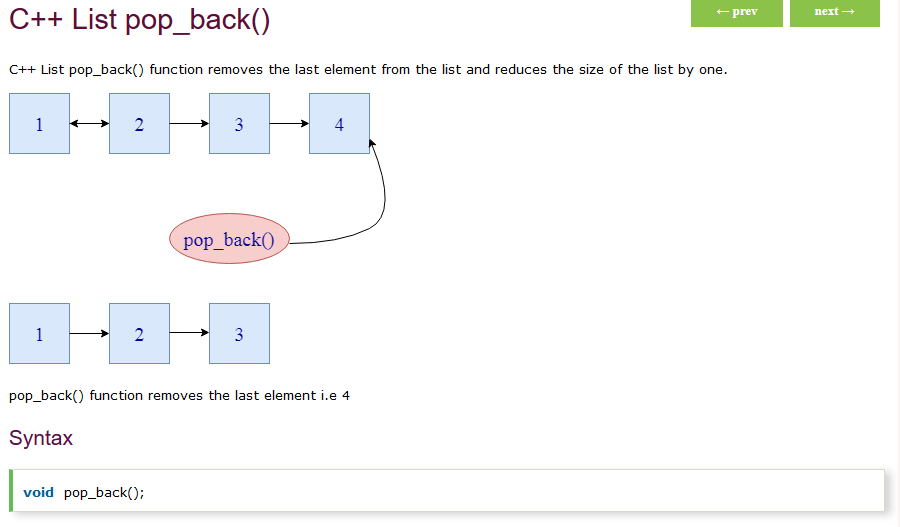 C++ List pop_back()
← prev
next →
C++ List pop_back() function removes the last element from the list and reduces the size of the list by one.
1 2 3 4
pop_back()
1 2 3
pop_back() function removes the last element i.e 4
Syntax
void pop_back();